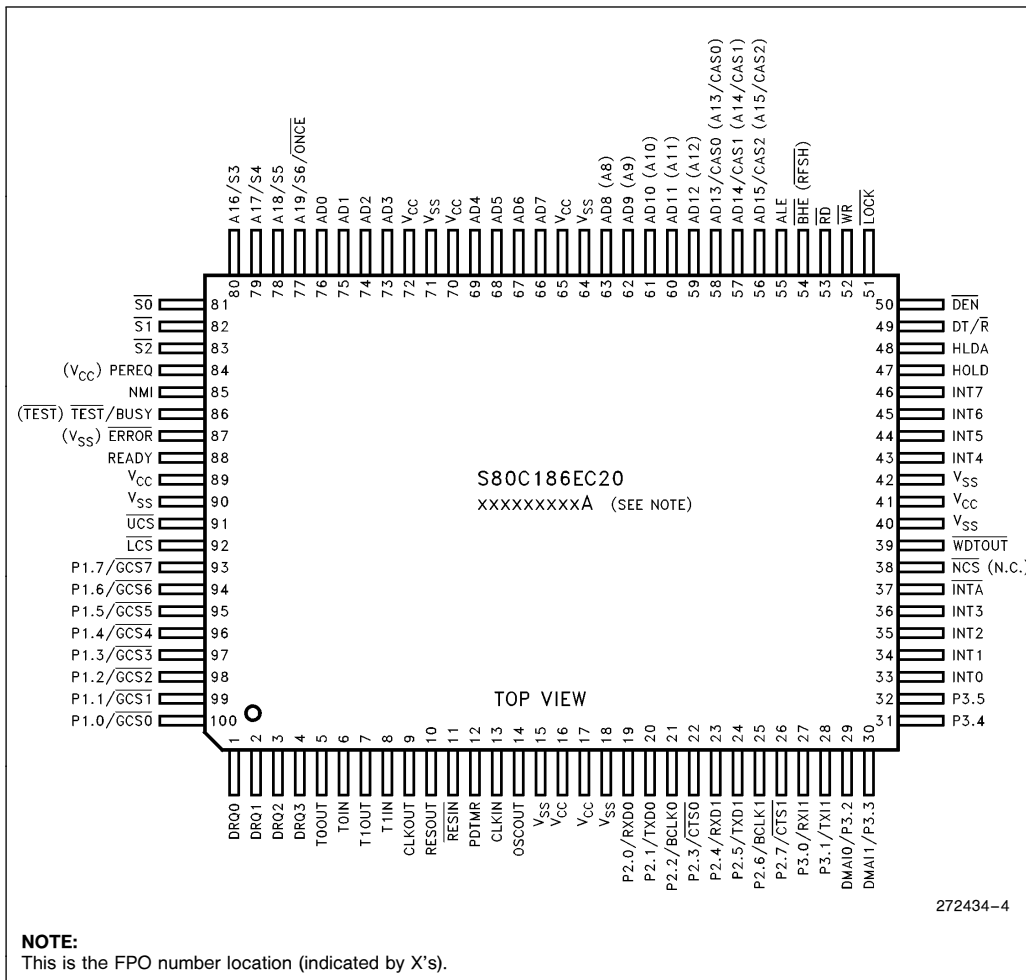 A16/S3
A17/S4
A18/S5
A19/S6/ONCE
AD0
AD1
AD2
AD3
VCC
VSS
VCC
AD4
AD5
AD6
AD7
VCC
VSS
AD8 (A8)
AD9 (A9)
AD10 (A10)
AD11 (A11)
AD12 (A12)
AD13/CAS0 (A13/CAS0)
AD14/CAS1 (A14/CAS1)
AD15/CAS2 (A15/CAS2)
ALE
BHE (RFSH)
RD
WR
LOCK
80
79
78
77
76
75
74
73
72
71
70
69
68
67
66
65
64
63
62
61
60
59
58
57
56
55
54
53
52
51
S0 81
S1 82
S2 83
(VCC) PEREQ 84
NMI 85
(TEST) TEST/BUSY 86
(VSS) ERROR 87
READY 88
VCC 89
VSS 90
UCS 91
LCS 92
P1.7/GCS7 93
P1.6/GCS6 94
P1.5/GCS5 95
P1.4/GCS4 96
P1.3/GCS3 97
P1.2/GCS2 98
P1.1/GCS1 99
P1.0/GCS0 100
S80C186EC20
XXXXXXXXXA (SEE NOTE)
TOP VIEW
50 DEN
49 DT/R
48 HLDA
47 HOLD
46 INT7
45 INT6
44 INT5
43 INT4
42 VSS
41 VCC
40 VSS
39 WDTOUT
38 NCS (N.C.)
37 INTA
36 INT3
35 INT2
34 INT1
33 INT0
32 P3.5
31 P3.4
1
2
3
4
5
6
7
8
9
10
11
12
13
14
15
16
17
18
19
20
21
22
23
24
25
26
27
28
29
30
DRQ0
DRQ1
DRQ2
DRQ3
T0OUT
T0IN
T1OUT
T1IN
CLKOUT
RESOUT
RESIN
PDTMR
CLKIN
OSCOUT
VSS
VCC
VCC
VSS
P2.0/RXD0
P2.1/TXD0
P2.2/BCLK0
P2.3/CTS0
P2.4/RXD1
P2.5/TXD1
P2.6/BCLK1
P2.7/CTS1
P3.0/RXI1
P3.1/TXI1
DMAI0/P3.2
DMAI1/P3.3
272434–4
NOTE:
This is the FPO number location (indicated by X's).